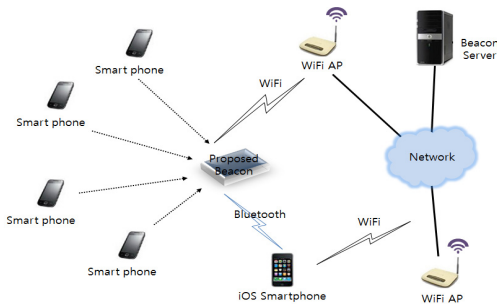 Beacon
Server
WiFi AP
Smart phone
WiFi
Smart phone
Proposed
Beacon
Network
Smart phone
Bluetooth
WiFi
Smart phone
iOS Smartphone
WiFi AP